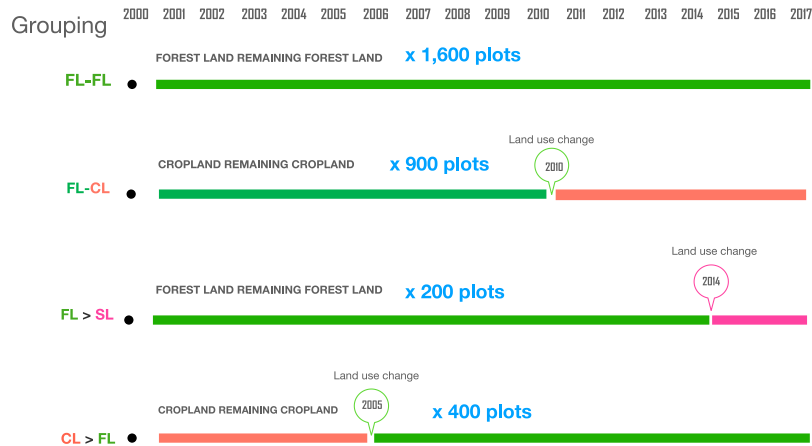 Grouping 2000 2001 2002 2003 2004 2005 2006 2007 2008 2009 2010 2011 2012 2013 2014 2015 2016 2017
FOREST LAND REMAINING FOREST LAND x 1,600 plots
FL-FL
Land use change
CROPLAND REMAINING CROPLAND x 900 plots 2010
FL-CL
Land use change
FOREST LAND REMAINING FOREST LAND x 200 plots 2014
FL > SL
Land use change
CROPLAND REMAINING CROPLAND 2005 x 400 plots
CL > FL